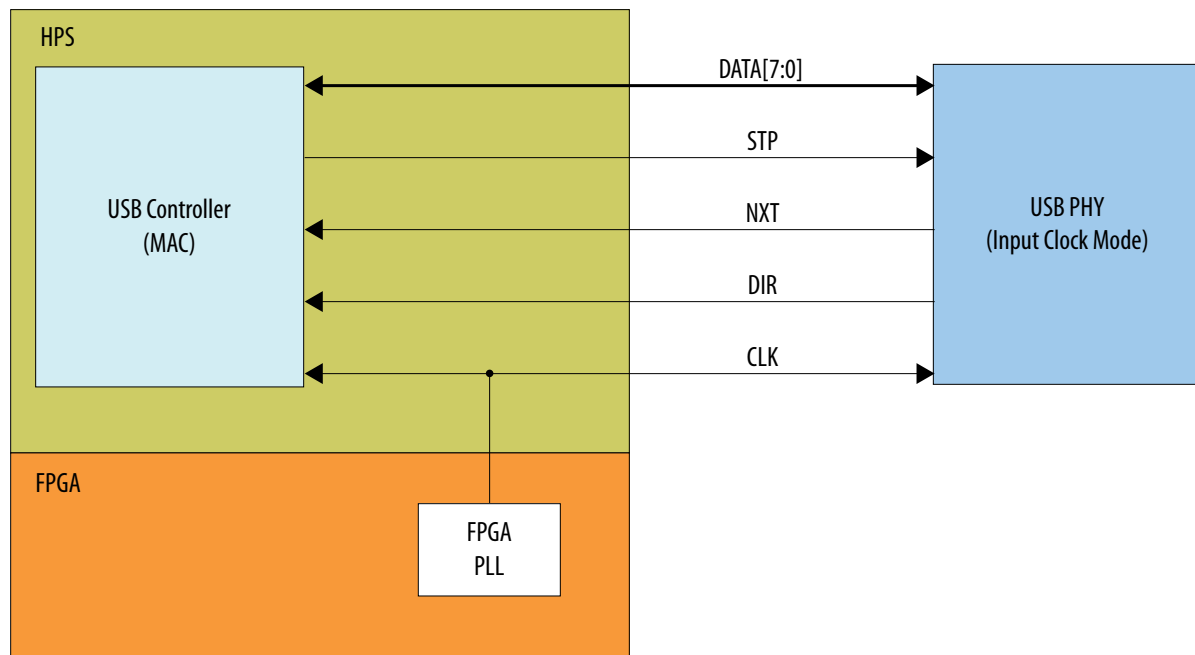 HPS
DATA[7:0]
STP
USB Controller
(MAC)
NXT
USB PHY
(Input Clock Mode)
DIR
CLK
FPGA
FPGA
PLL